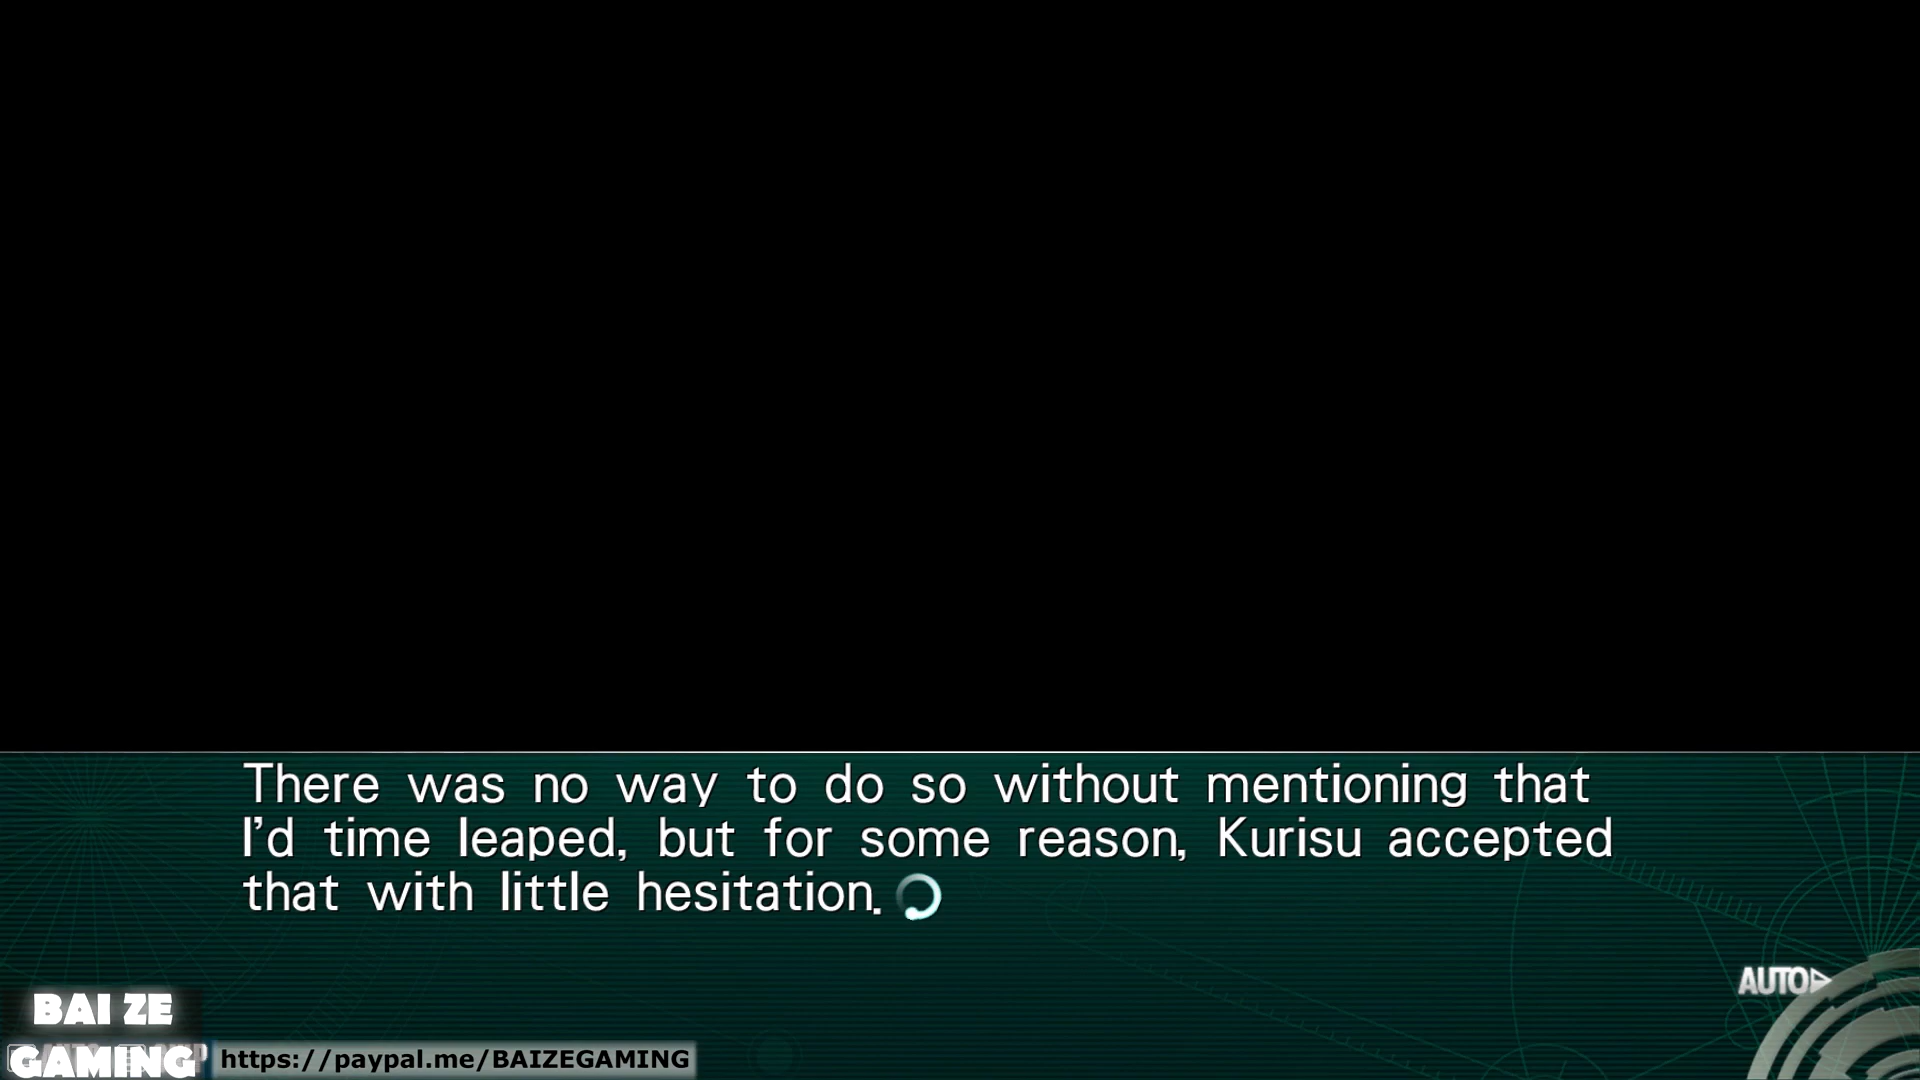 There was no way to do so without mentioning that
I'd time leaped, but for some reason, Kurisu accepted
that with little hesitation.
AUTO
BAI ZE
GAMING
https://paypal.me/BAIZEGAMING